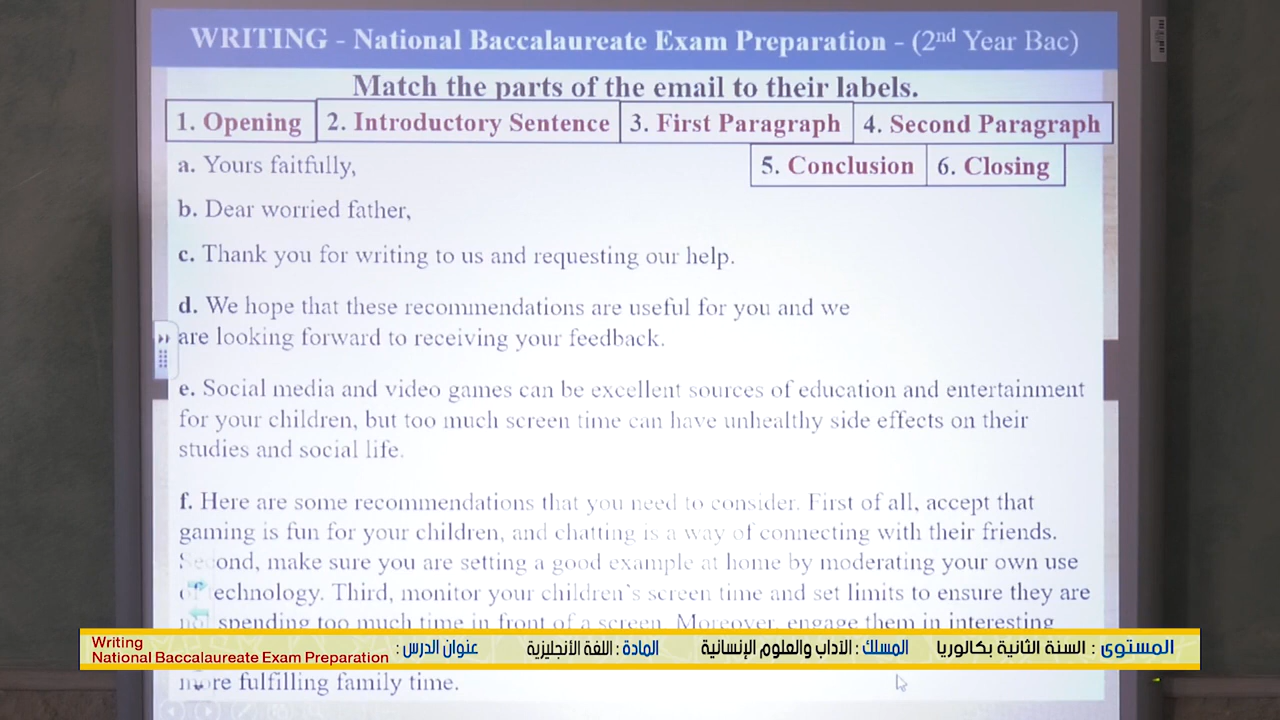 WRITING - National Baccalaureate Exam Preparation - (2nd Year Bac)
Match the parts of the email to their labels.
1. Opening 2. Introductory Sentence 3. First Paragraph 4. Second Paragraph
5. Conclusion 6. Closing
a. Yours faithfully,
b. Dear worried father,
c. Thank you for writing to us and requesting our help.
d. We hope that these recommendations are useful for you and we
are looking forward to receiving your feedback.
e. Social media and video games can be excellent sources of education and entertainment
for your children, but too much screen time can have unhealthy side effects on their
studies and social life.
f. Here are some recommendations that you need to consider. First of all, accept that
gaming is fun for your children, and chatting is a way of connecting with their friends.
Second, make sure you are setting a good example at home by moderating your own use
of technology. Third, monitor your children`s screen time and set limits to ensure they are
not spending too much time in front of a screen. Moreover, engage them in interesting
more fulfilling family time.
المستوى : السنة الثانية بكالوريا المسلك : الآداب والعلوم الإنسانية المادة : اللغة الأنجليزية عنوان الدرس :
Writing
National Baccalaureate Exam Preparation